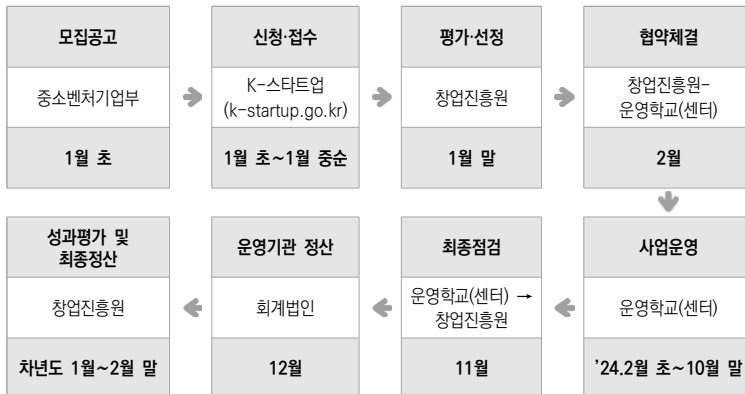 모집공고
중소벤처기업부
1월 초
신청·접수
K-스타트업
(k-startup.go.kr)
1월 초~1월 중순
평가·선정
창업진흥원
1월 말
협약체결
창업진흥원-
운영학교(센터)
2월
사업운영
운영학교(센터)
’24.2월 초~10월 말
최종점검
운영학교(센터) →
창업진흥원
11월
운영기관 정산
회계법인
12월
성과평가 및
최종정산
창업진흥원
차년도 1월~2월 말